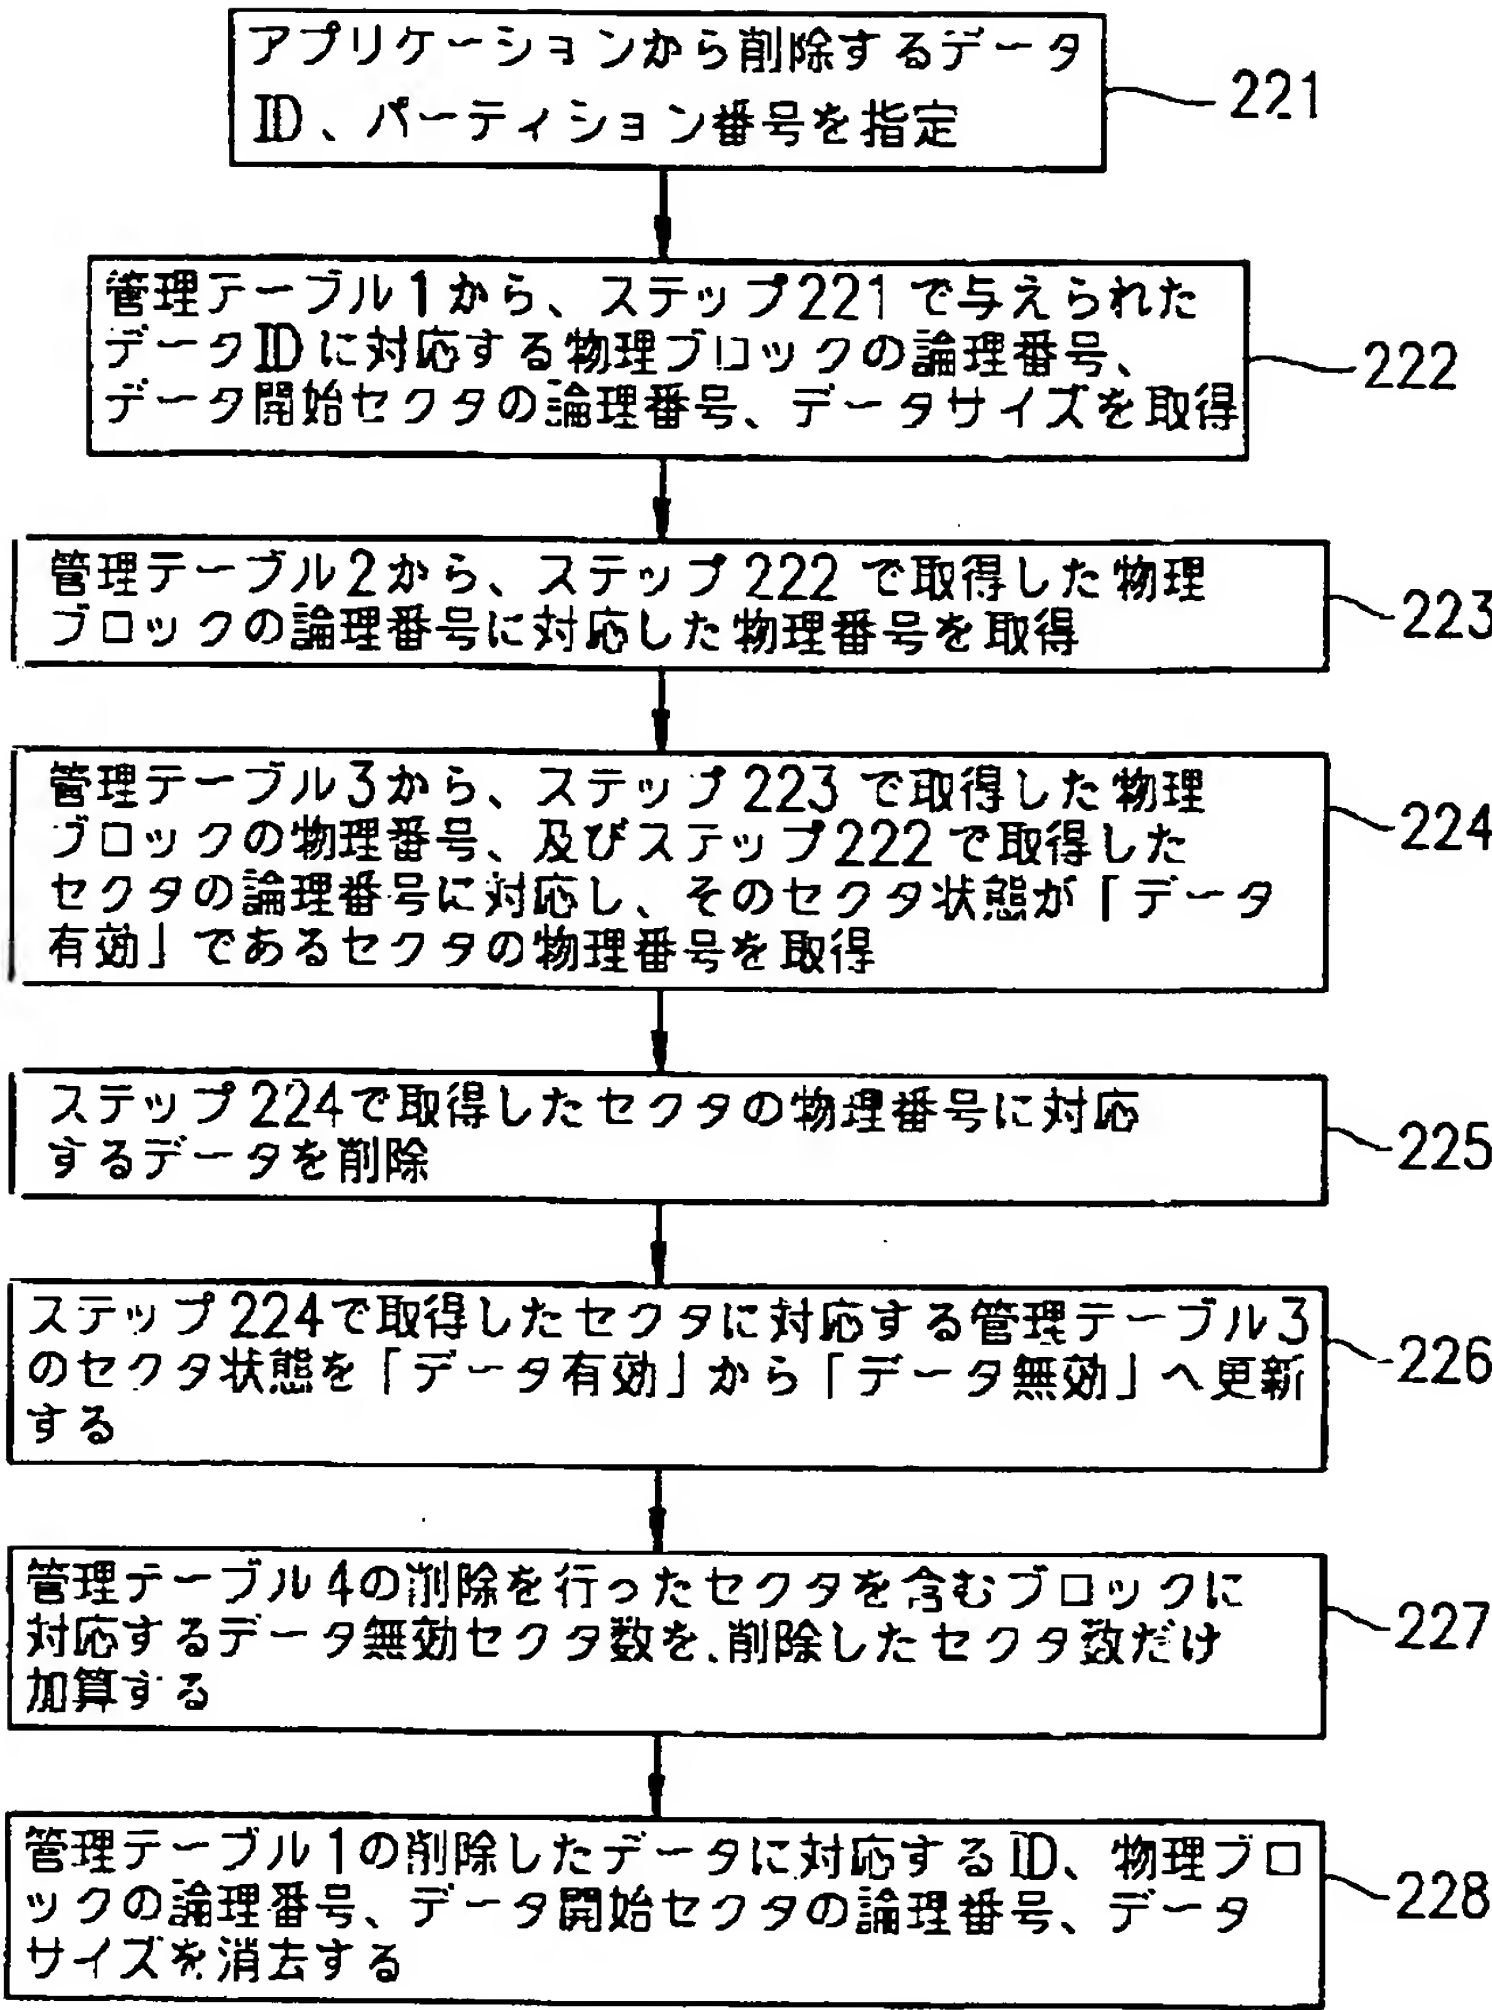 アプリケーションから削除するデータ
ID、パーティション番号を指定
221
管理テーブル1から、ステップ221で与えられた
データIDに対応する物理ブロックの論理番号、
データ開始セクタの論理番号、データサイズを取得
222
管理テーブル2から、ステップ222で取得した物理
ブロックの論理番号に対応した物理番号を取得
223
管理テーブル3から、ステップ223で取得した物理
ブロックの物理番号、及びステップ222で取得した
セクタの論理番号に対応し、そのセクタ状態が「データ
有効」であるセクタの物理番号を取得
224
ステップ224で取得したセクタの物理番号に対応
するデータを削除
225
ステップ224で取得したセクタに対応する管理テーブル3
のセクタ状態を「データ有効」から「データ無効」へ更新
する
226
管理テーブル4の削除を行ったセクタを含むブロックに
対応するデータ無効セクタ数を、削除したセクタ数だけ
加算する
227
管理テーブル1の削除したデータに対応するID、物理ブロ
ックの論理番号、データ開始セクタの論理番号、データ
サイズを消去する
228